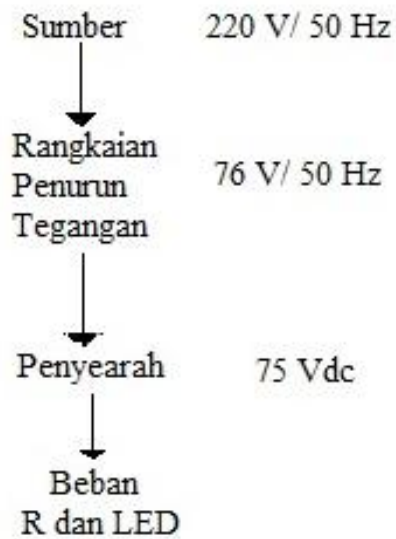 Sumber 220 V/ 50 Hz
Rangkaian
Penurun 76 V/ 50 Hz
Tegangan
Penyearah 75 Vdc
Beban
R dan LED